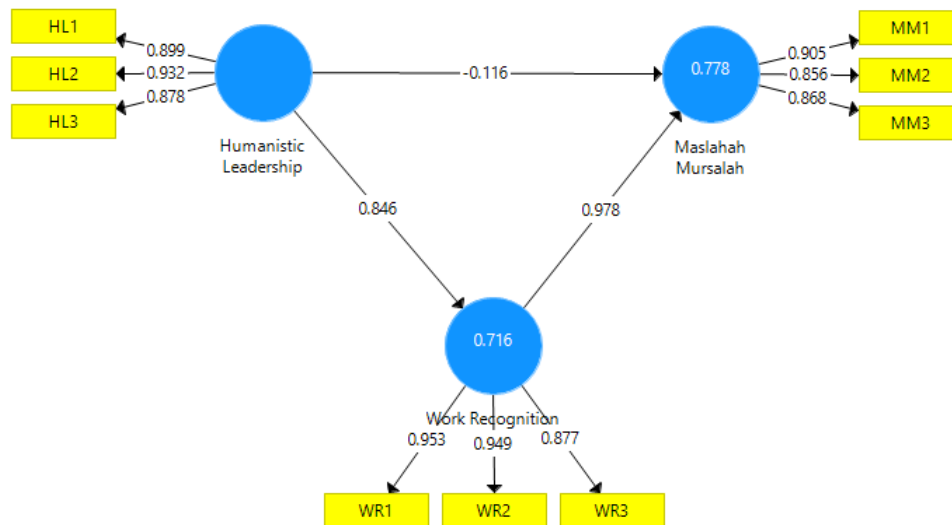 HL1
0.899
HL2
0.932
HL3
0.878
Humanistic
Leadership
-0.116
0.778
Maslahah
Mursalah
MM1
0.905
MM2
0.856
MM3
0.868
0.846
0.978
0.716
Work Recognition
0.953
0.949
0.877
WR1
WR2
WR3